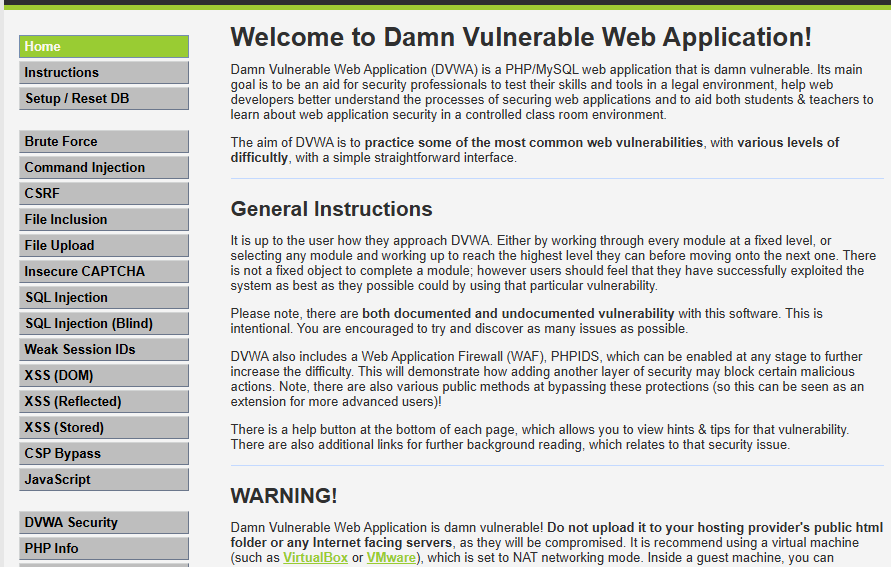 Home
Instructions
Setup / Reset DB
Brute Force
Command Injection
CSRF
File Inclusion
File Upload
Insecure CAPTCHA
SQL Injection
SQL Injection (Blind)
Weak Session IDs
XSS (DOM)
XSS (Reflected)
XSS (Stored)
CSP Bypass
JavaScript
DVWA Security
PHP Info
Welcome to Damn Vulnerable Web Application!
Damn Vulnerable Web Application (DVWA) is a PHP/MySQL web application that is damn vulnerable. Its main
goal is to be an aid for security professionals to test their skills and tools in a legal environment, help web
developers better understand the processes of securing web applications and to aid both students & teachers to
learn about web application security in a controlled class room environment.
The aim of DVWA is to practice some of the most common web vulnerabilities, with various levels of
difficultly, with a simple straightforward interface.
General Instructions
It is up to the user how they approach DVWA. Either by working through every module at a fixed level, or
selecting any module and working up to reach the highest level they can before moving onto the next one. There
is not a fixed object to complete a module; however users should feel that they have successfully exploited the
system as best as they possible could by using that particular vulnerability.
Please note, there are both documented and undocumented vulnerability with this software. This is
intentional. You are encouraged to try and discover as many issues as possible.
DVWA also includes a Web Application Firewall (WAF), PHPIDS, which can be enabled at any stage to further
increase the difficulty. This will demonstrate how adding another layer of security may block certain malicious
actions. Note, there are also various public methods at bypassing these protections (so this can be seen as an
extension for more advanced users)!
There is a help button at the bottom of each page, which allows you to view hints & tips for that vulnerability.
There are also additional links for further background reading, which relates to that security issue.
WARNING!
Damn Vulnerable Web Application is damn vulnerable! Do not upload it to your hosting provider's public html
folder or any Internet facing servers, as they will be compromised. It is recommend using a virtual machine
(such as VirtualBox or VMware), which is set to NAT networking mode. Inside a guest machine, you can